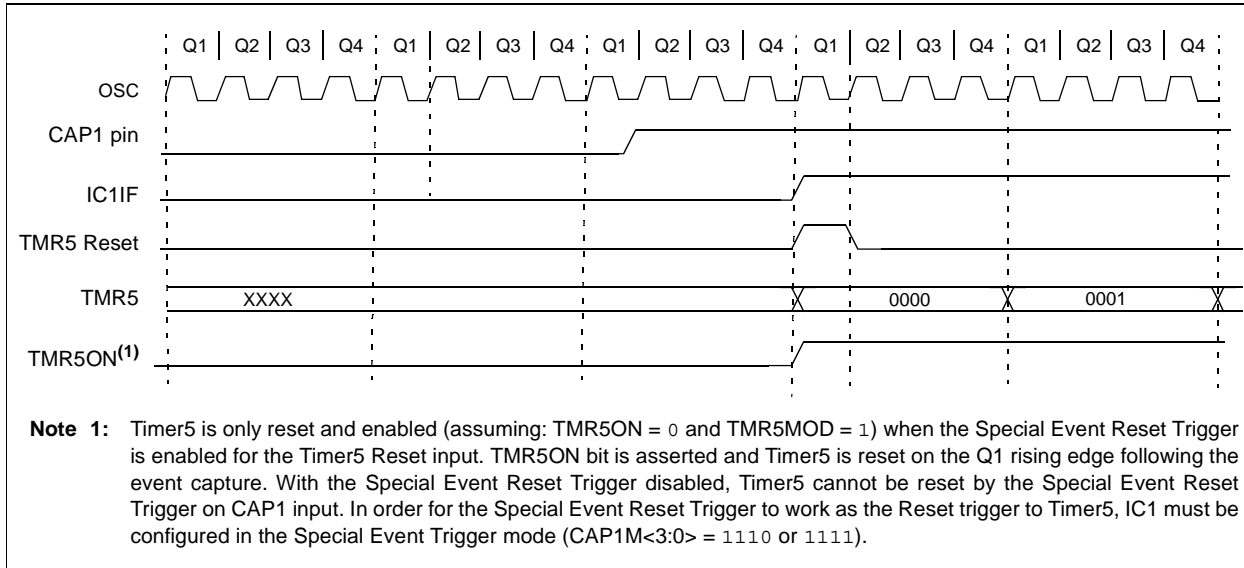 Q1 Q2 Q3 Q4 Q1 Q2 Q3 Q4 Q1 Q2 Q3 Q4 Q1 Q2 Q3 Q4 Q1 Q2 Q3 Q4
OSC
CAP1 pin
IC1IF
TMR5 Reset
TMR5 XXXX 0000 0001
TMR5ON(1)
Note 1: Timer5 is only reset and enabled (assuming: TMR5ON = 0 and TMR5MOD = 1) when the Special Event Reset Trigger
is enabled for the Timer5 Reset input. TMR5ON bit is asserted and Timer5 is reset on the Q1 rising edge following the
event capture. With the Special Event Reset Trigger disabled, Timer5 cannot be reset by the Special Event Reset
Trigger on CAP1 input. In order for the Special Event Reset Trigger to work as the Reset trigger to Timer5, IC1 must be
configured in the Special Event Trigger mode (CAP1M<3:0> = 1110 or 1111).